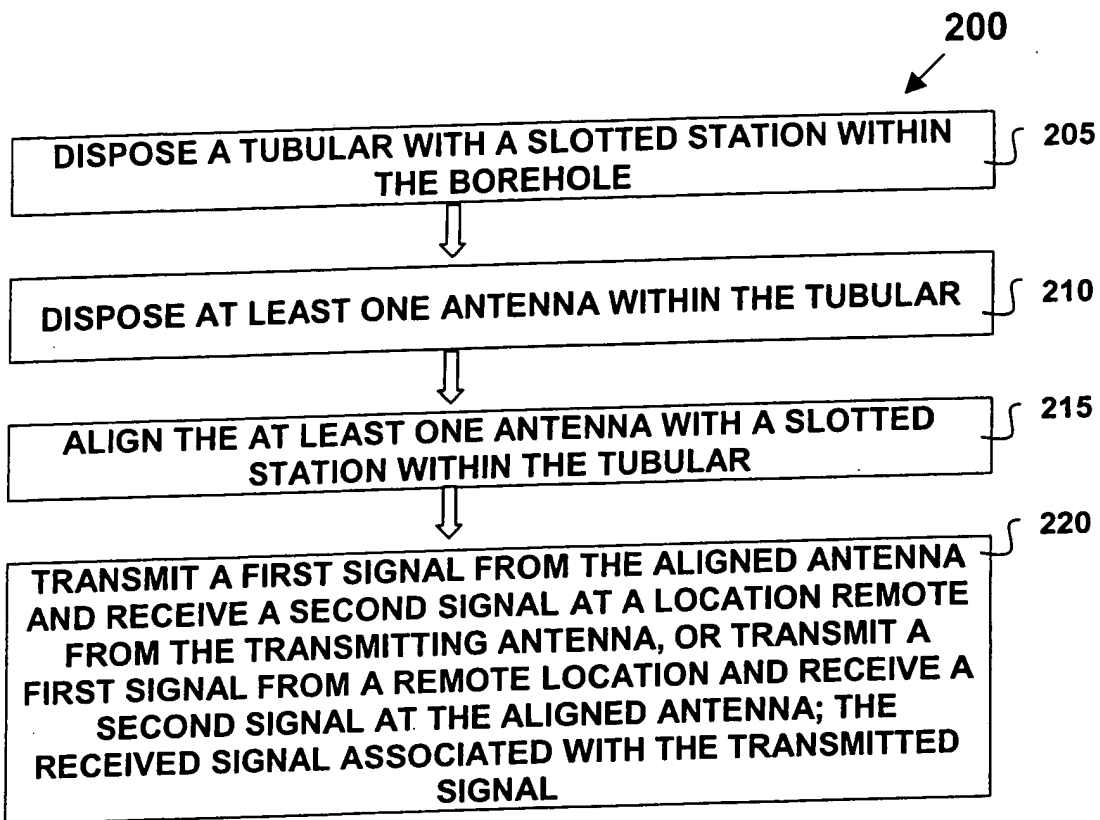 200
DISPOSE A TUBULAR WITH A SLOTTED STATION WITHIN
THE BOREHOLE
205
DISPOSE AT LEAST ONE ANTENNA WITHIN THE TUBULAR
210
ALIGN THE AT LEAST ONE ANTENNA WITH A SLOTTED
STATION WITHIN THE TUBULAR
215
TRANSMIT A FIRST SIGNAL FROM THE ALIGNED ANTENNA
AND RECEIVE A SECOND SIGNAL AT A LOCATION REMOTE
FROM THE TRANSMITTING ANTENNA, OR TRANSMIT A
FIRST SIGNAL FROM A REMOTE LOCATION AND RECEIVE A
SECOND SIGNAL AT THE ALIGNED ANTENNA; THE
RECEIVED SIGNAL ASSOCIATED WITH THE TRANSMITTED
SIGNAL
220